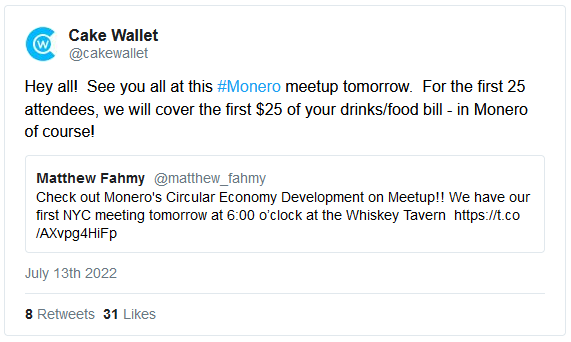 Cake Wallet
@cakewallet
Hey all!  See you all at this #Monero meetup tomorrow.  For the first 25
attendees, we will cover the first $25 of your drinks/food bill - in Monero
of course!
Matthew Fahmy @matthew_fahmy
Check out Monero's Circular Economy Development on Meetup!! We have our
first NYC meeting tomorrow at 6:00 o’clock at the Whiskey Tavern  https://t.co
/AXvpg4HiFp
July 13th 2022
8 Retweets 31 Likes